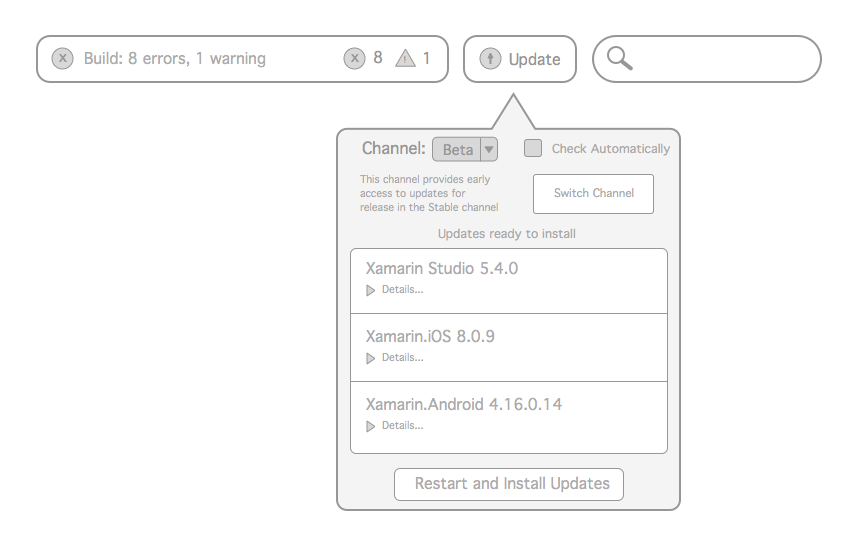 X Build: 8 errors, 1 warning X 8 ! 1 Update
Channel: Beta Check Automatically
This channel provides early
access to updates for
release in the Stable channel
Switch Channel
Updates ready to install
Xamarin Studio 5.4.0
Details...
Xamarin.iOS 8.0.9
Details...
Xamarin.Android 4.16.0.14
Details...
Restart and Install Updates